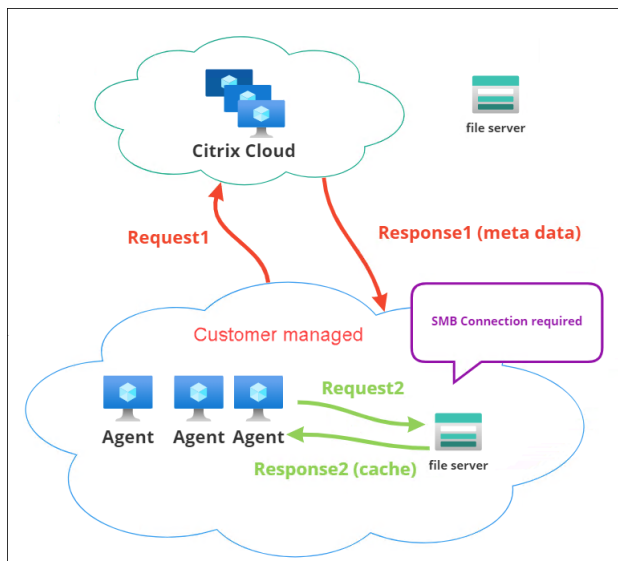 Citrix Cloud
file server
Request1
Response1 (meta data)
SMB Connection required
Customer managed
Request2
Agent Agent Agent
file server
Response2 (cache)